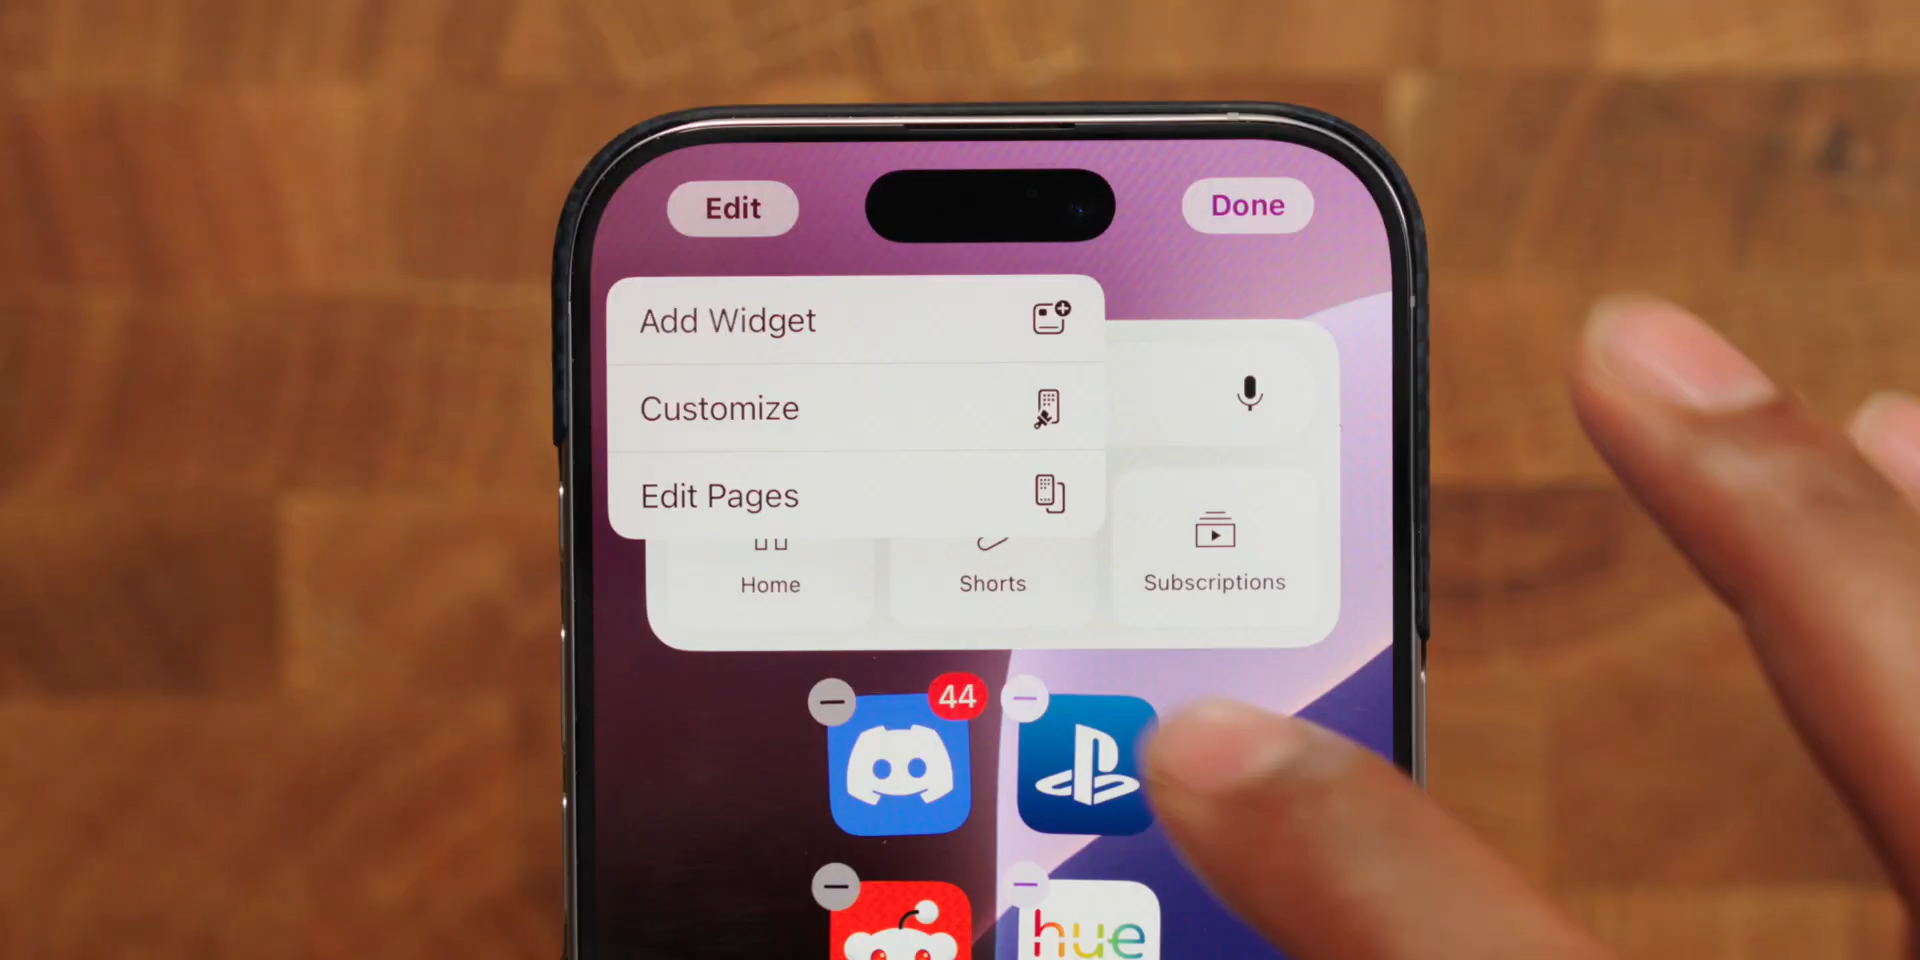 Edit
Done
Add Widget
Customize
Edit Pages
Home
Shorts
Subscriptions
44
hue